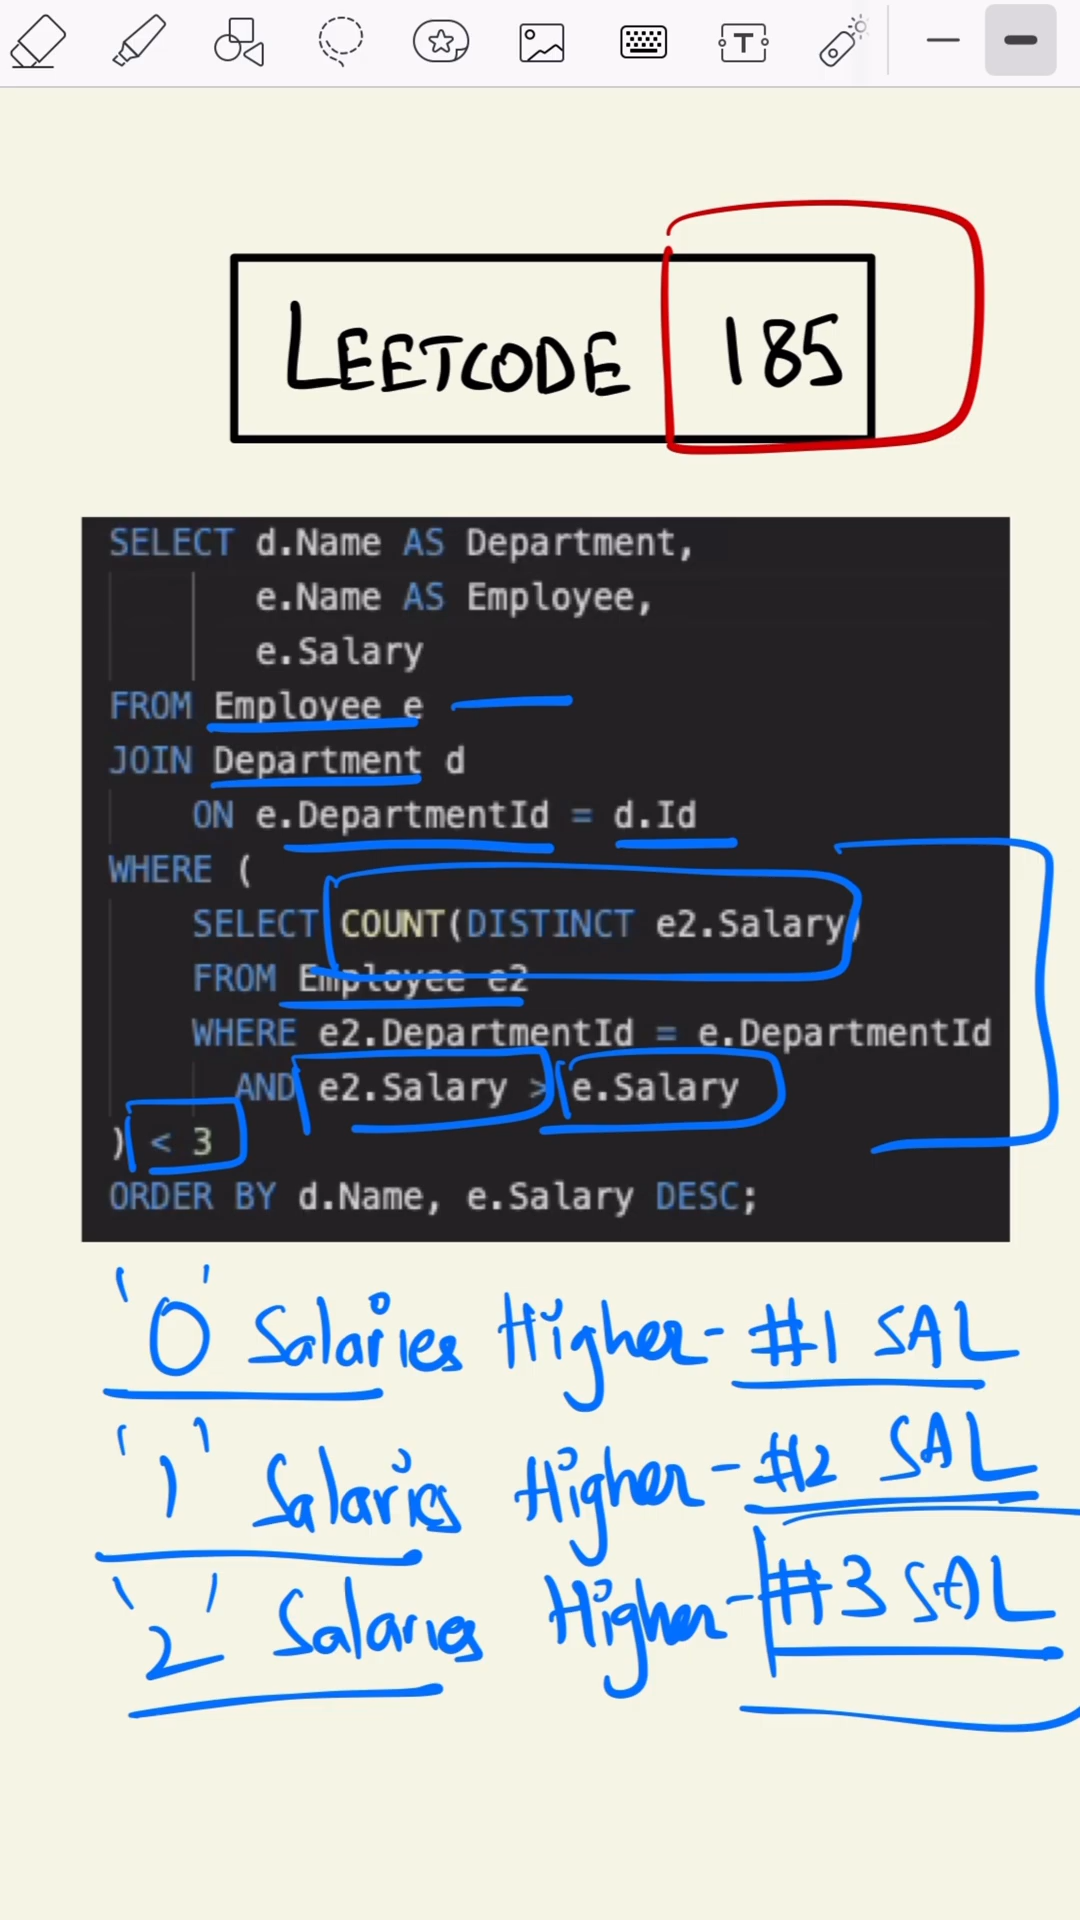 LEETCODE 185
SELECT d.Name AS Department,
e.Name AS Employee,
e.Salary
FROM Employee e
JOIN Department d
ON e.DepartmentId = d.Id
WHERE (
SELECT COUNT(DISTINCT e2.Salary)
FROM Employee e2
WHERE e2.DepartmentId = e.DepartmentId
AND e2.Salary > e.Salary
) < 3
ORDER BY d.Name, e.Salary DESC;
'0' Salaries Higher - #1 SAL
'1' Salaries Higher - #2 SAL
'2' Salaries Higher - #3 SAL